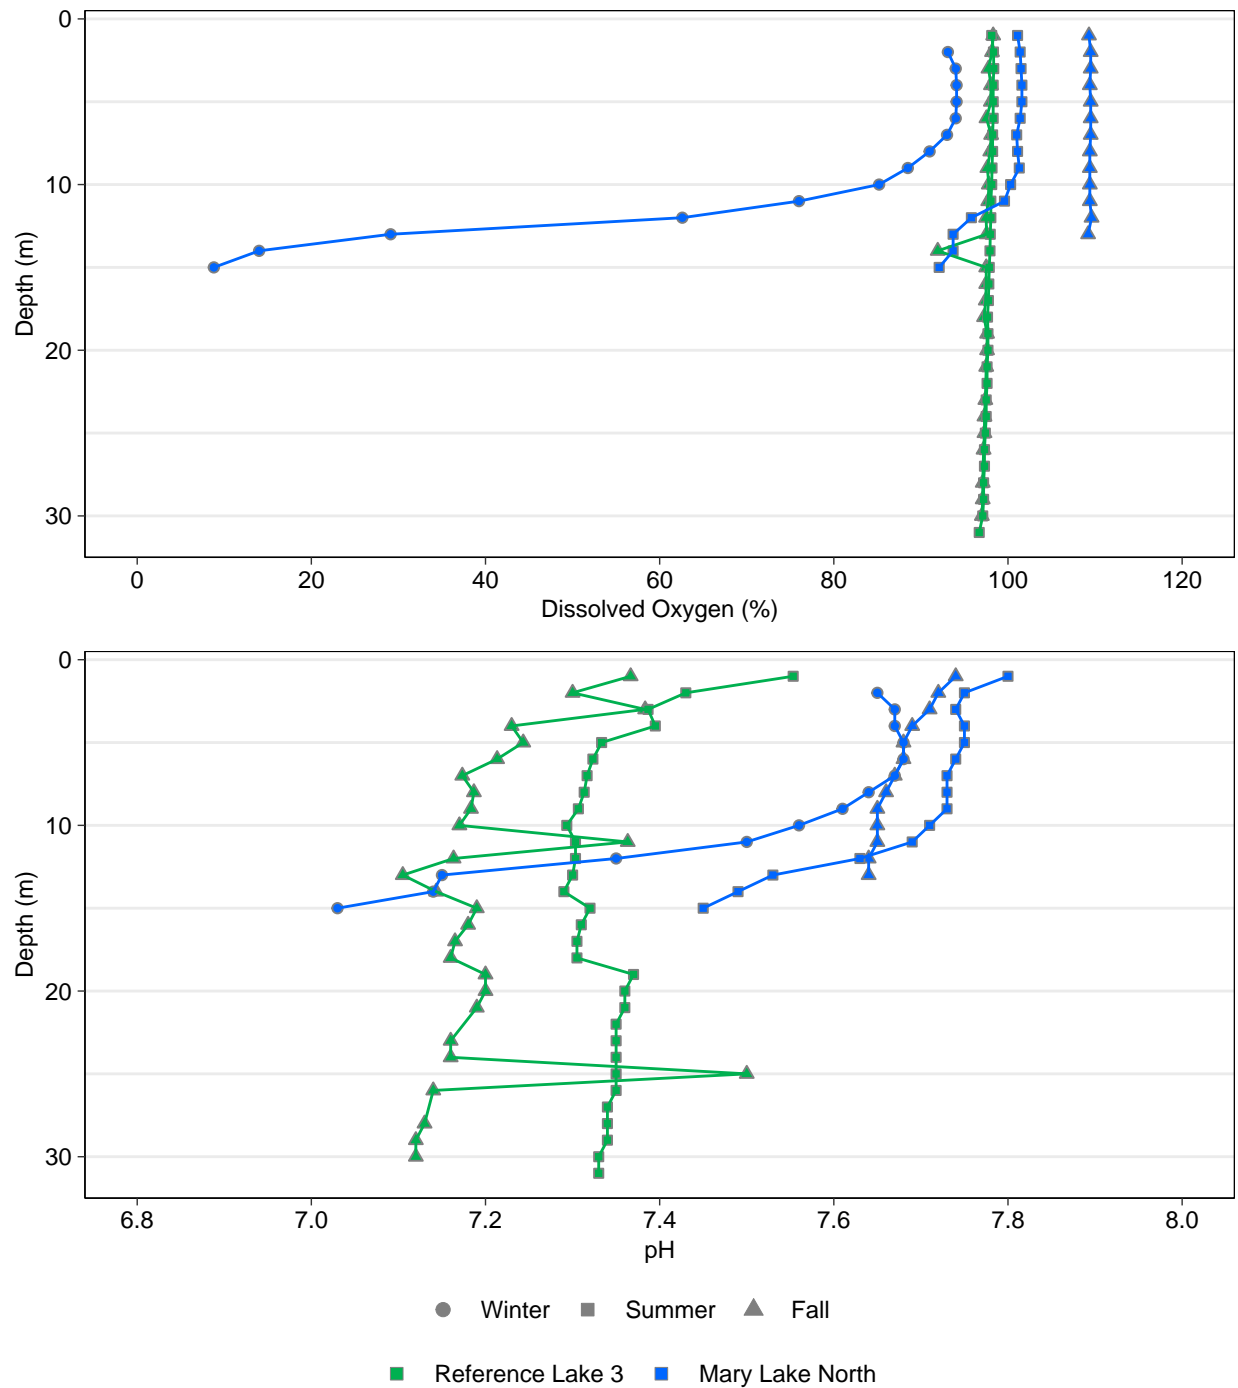 0
10
20
30
Depth (m)
0 20 40 60 80 100 120
Dissolved Oxygen (%)
0
10
20
30
Depth (m)
6.8 7.0 7.2 7.4 7.6 7.8 8.0
pH
Winter Summer Fall
Reference Lake 3 Mary Lake North